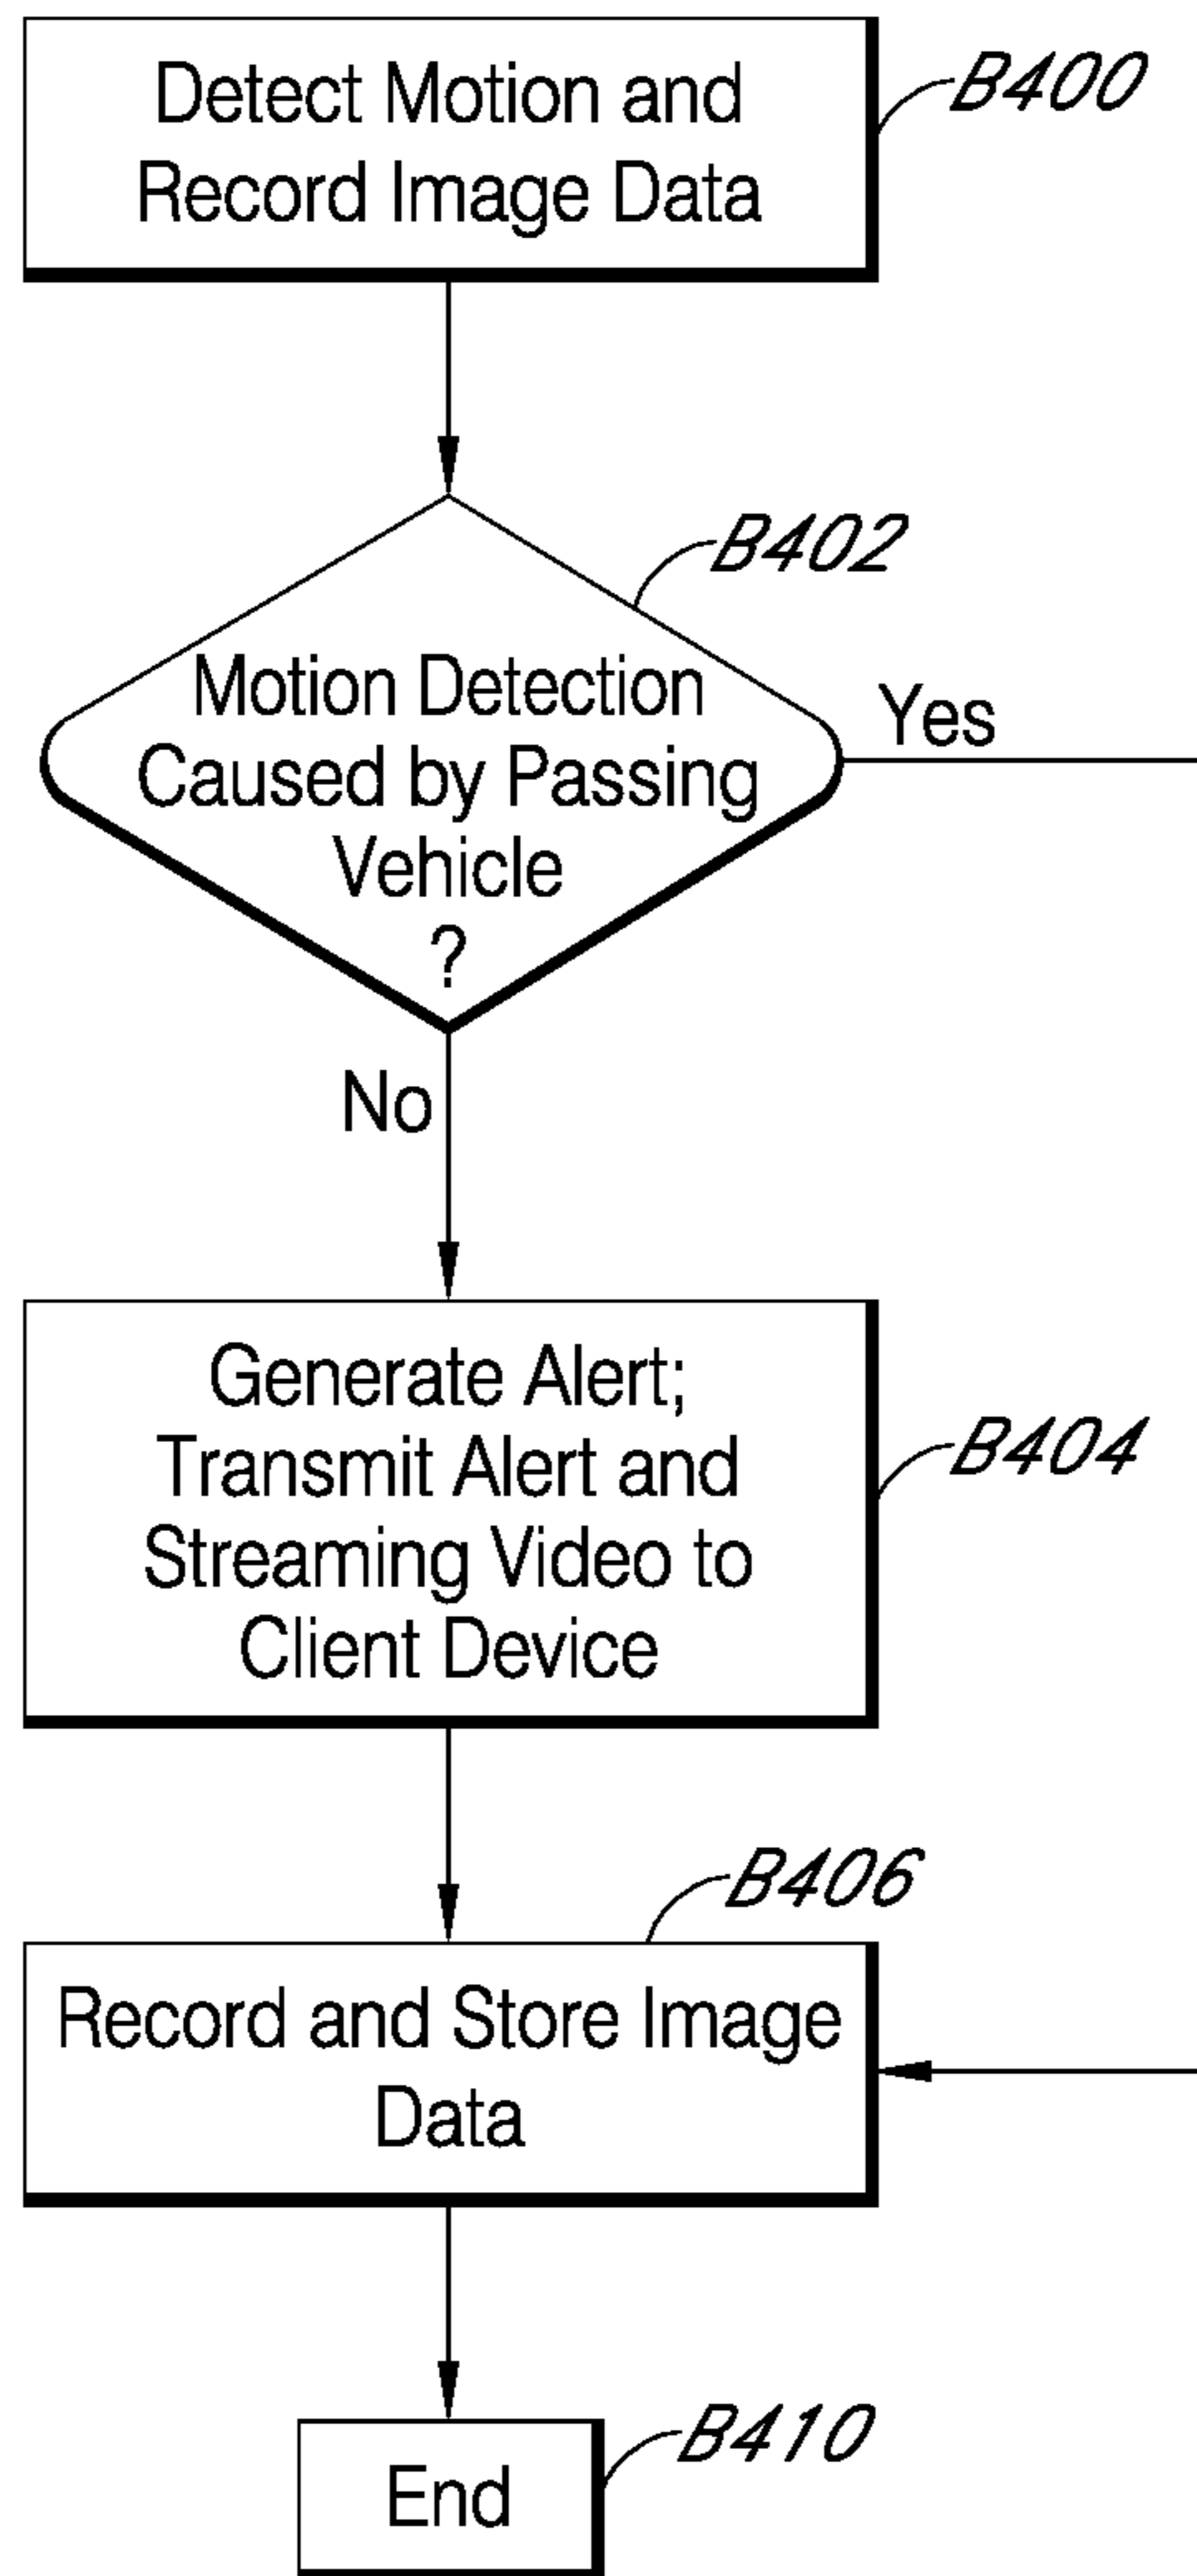 Detect Motion and
Record Image Data
B400
B402
Motion Detection
Caused by Passing
Vehicle
?
Yes
No
Generate Alert;
Transmit Alert and
Streaming Video to
Client Device
B404
B406
Record and Store Image
Data
End
B410